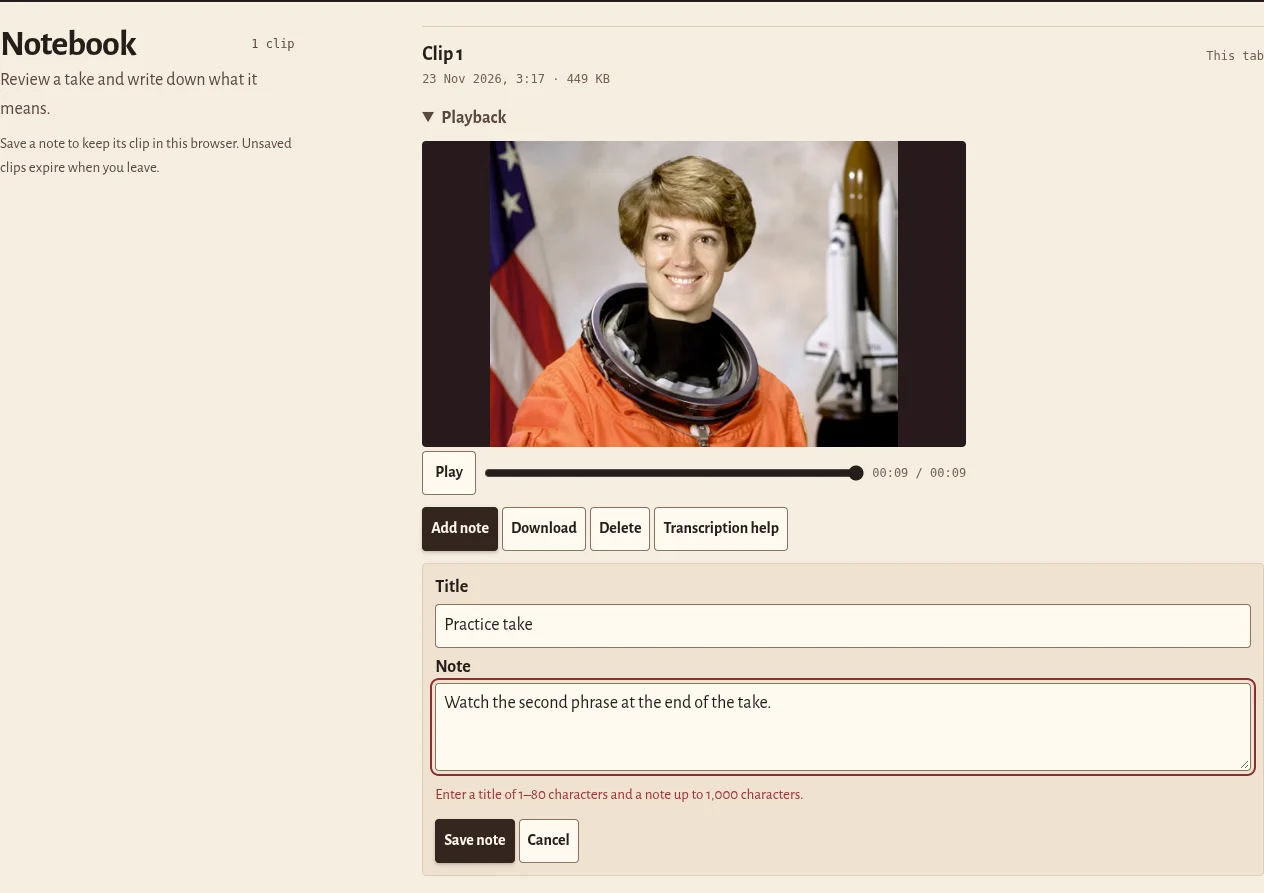 Notebook
1 clip
Review a take and write down what it
means.
Save a note to keep its clip in this browser. Unsaved
clips expire when you leave.
Clip 1
This tab
23 Nov 2026, 3:17 · 449 KB
▼ Playback
Play
00:09 / 00:09
Add note
Download
Delete
Transcription help
Title
Practice take
Note
Watch the second phrase at the end of the take.
Enter a title of 1–80 characters and a note up to 1,000 characters.
Save note
Cancel